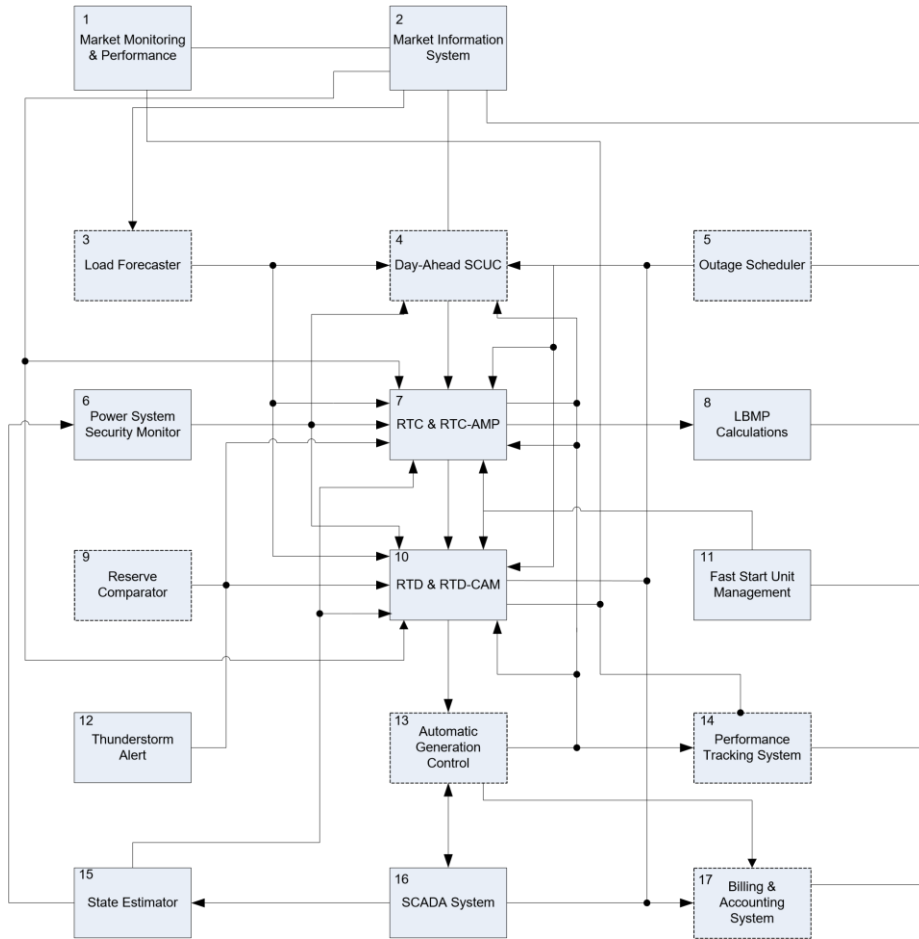 1
Market Monitoring
& Performance
2
Market Information
System
3
Load Forecaster
4
Day-Ahead SCUC
5
Outage Scheduler
6
Power System
Security Monitor
7
RTC & RTC-AMP
8
LBMP
Calculations
9
Reserve
Comparator
10
RTD & RTD-CAM
11
Fast Start Unit
Management
12
Thunderstorm
Alert
13
Automatic
Generation
Control
14
Performance
Tracking System
15
State Estimator
16
SCADA System
17
Billing &
Accounting
System